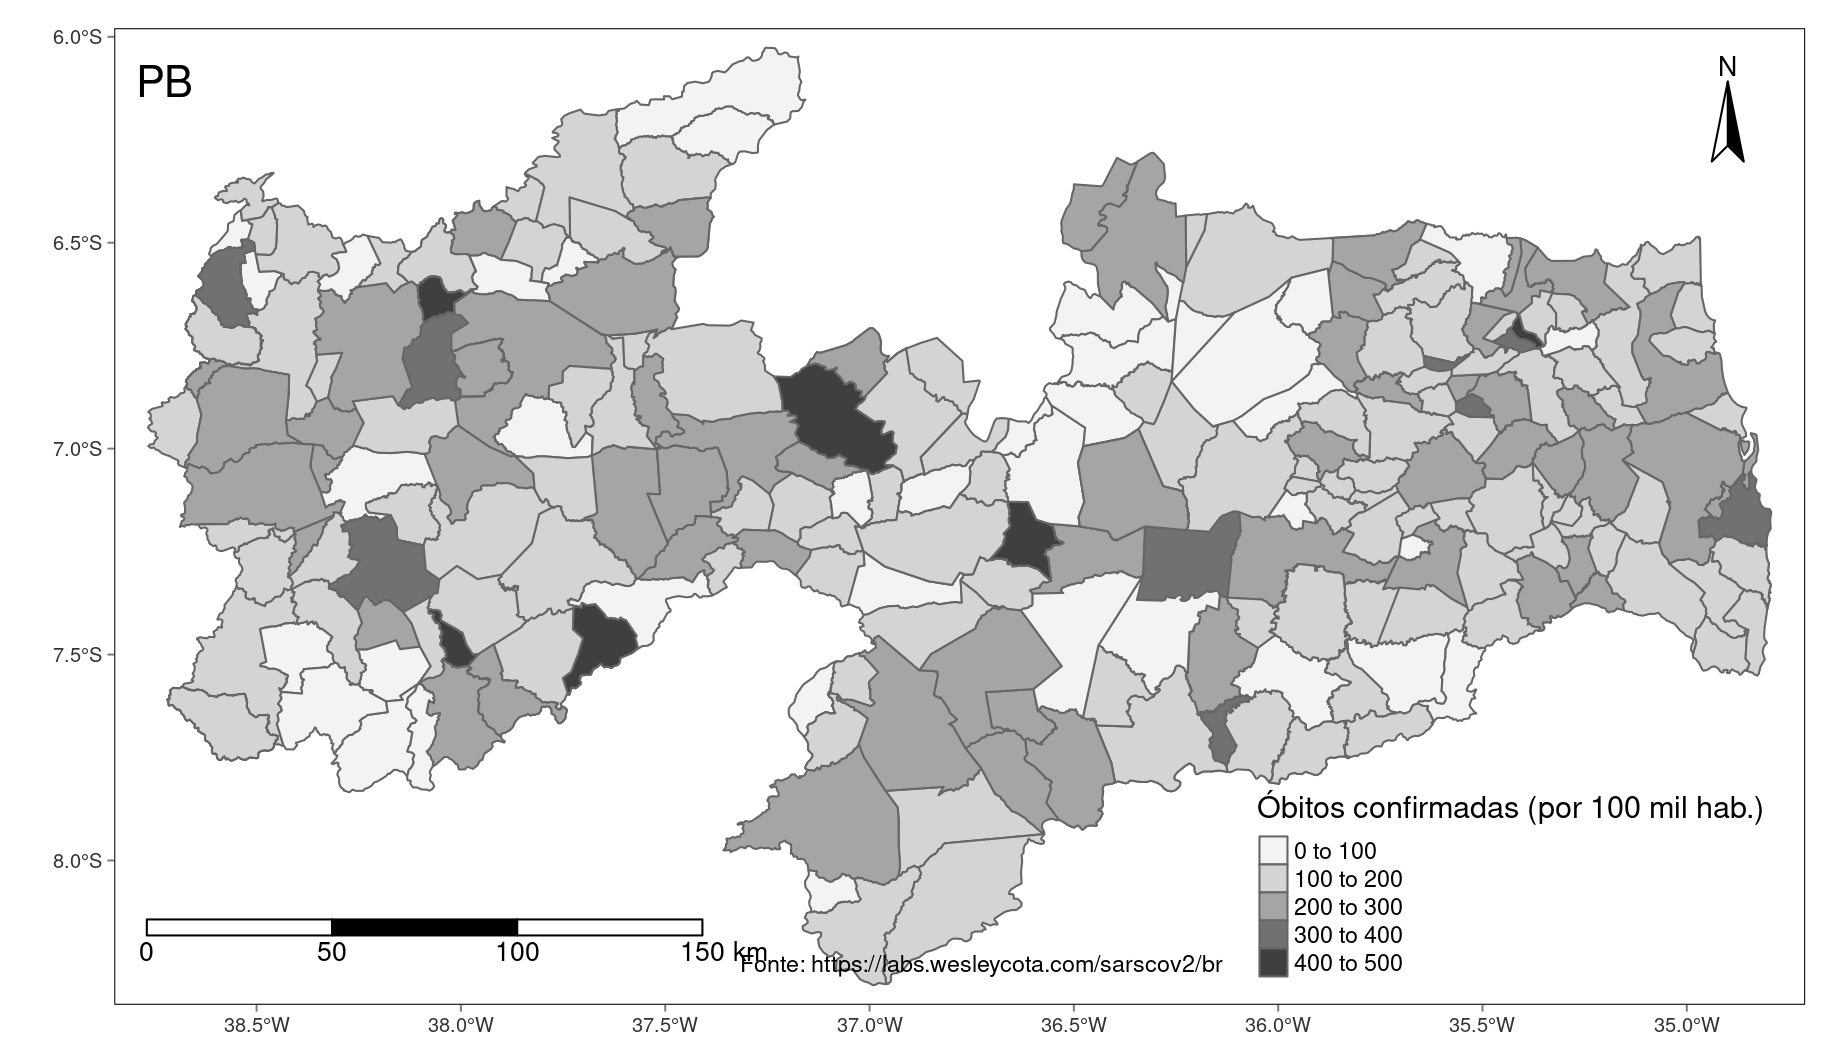 6.0°S
6.5°S
7.0°S
7.5°S
8.0°S
PB
N
Óbitos confirmadas (por 100 mil hab.)
0 to 100
100 to 200
200 to 300
300 to 400
400 to 500
0 50 100 150 km
Fonte: https://labs.wesleycota.com/sarscov2/br
38.5°W 38.0°W 37.5°W 37.0°W 36.5°W 36.0°W 35.5°W 35.0°W